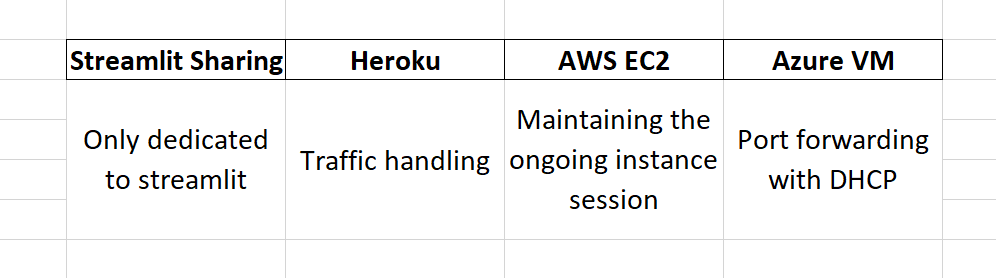 Streamlit Sharing Heroku AWS EC2 Azure VM
Only dedicated
to streamlit
Traffic handling
Maintaining the
ongoing instance
session
Port forwarding
with DHCP